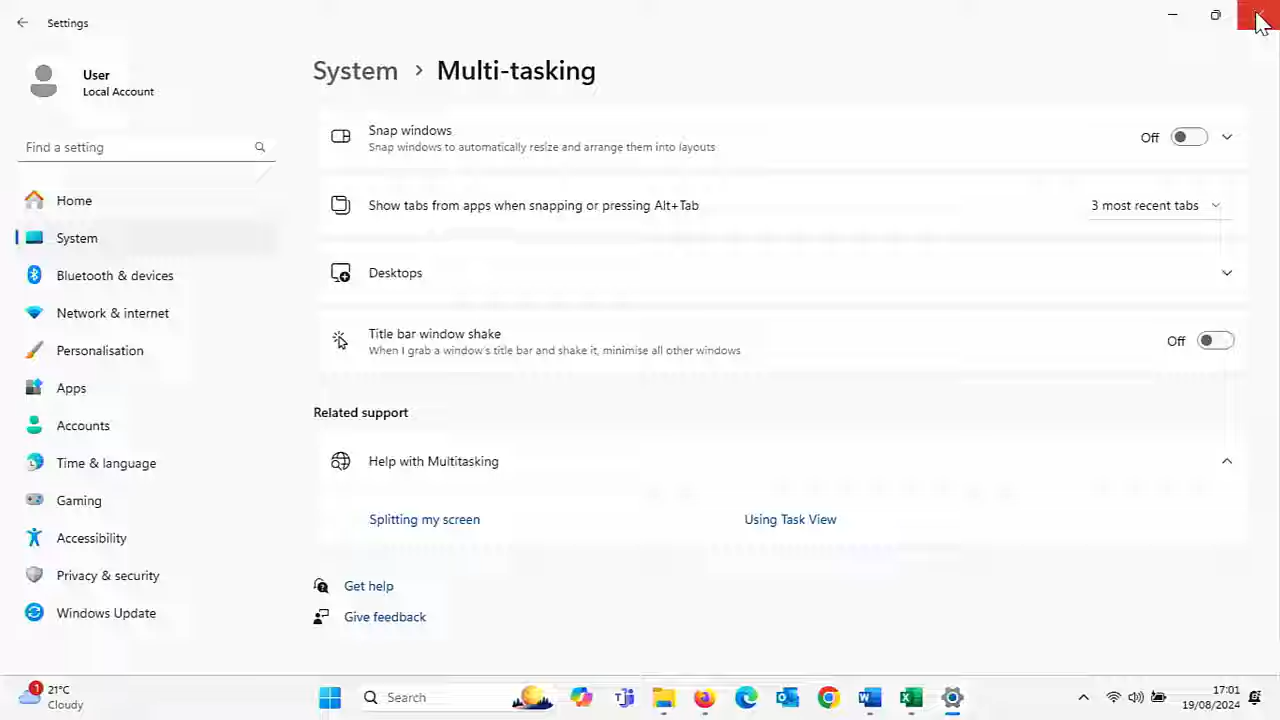 Settings
User
Local Account
Find a setting
Home
System
Bluetooth & devices
Network & internet
Personalisation
Apps
Accounts
Time & language
Gaming
Accessibility
Privacy & security
Windows Update
System › Multi-tasking
Snap windows
Snap windows to automatically resize and arrange them into layouts
Off
Show tabs from apps when snapping or pressing Alt+Tab
3 most recent tabs
Desktops
Title bar window shake
When I grab a window's title bar and shake it, minimise all other windows
Off
Related support
Help with Multitasking
Splitting my screen
Using Task View
Get help
Give feedback
1
21°C
Cloudy
Search
17:01
19/08/2024